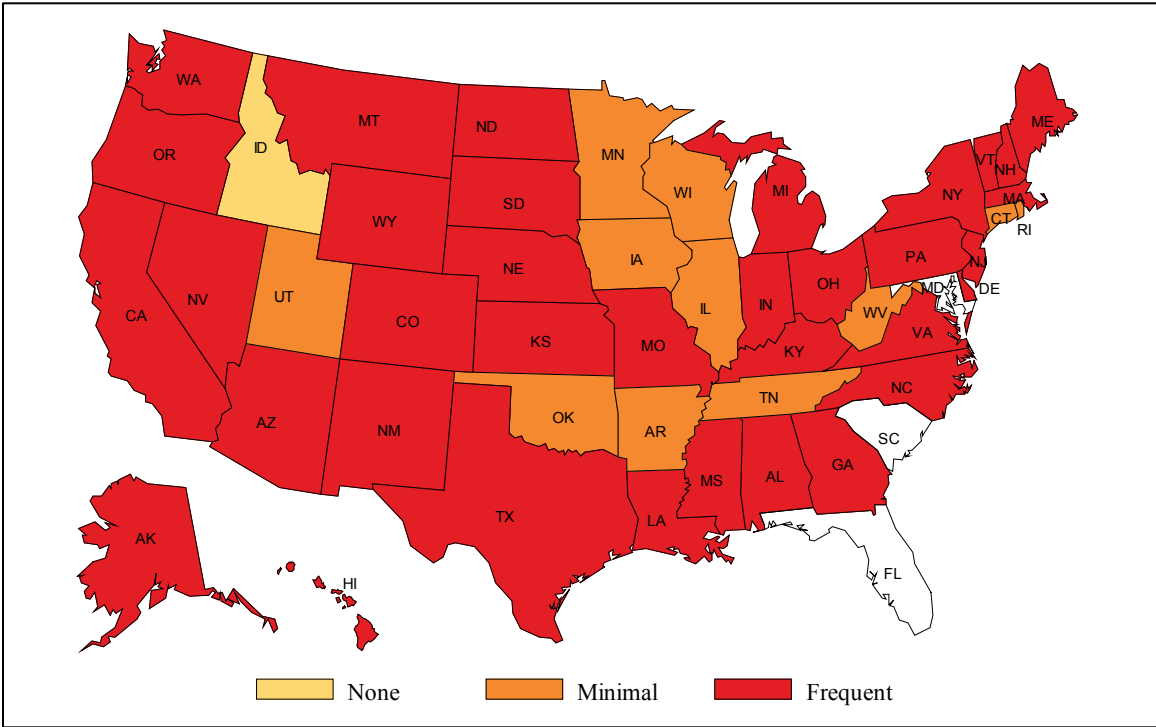 WA
MT
ND
ME
OR
ID
MN
VT
NH
WI
MI
NY
MA
SD
WY
CT
RI
NE
IA
PA
NJ
UT
NV
IL
IN
OH
MD
DE
CA
CO
WV
VA
KS
MO
KY
NC
TN
AZ
NM
OK
AR
SC
MS
AL
GA
TX
LA
AK
FL
HI
None Minimal Frequent